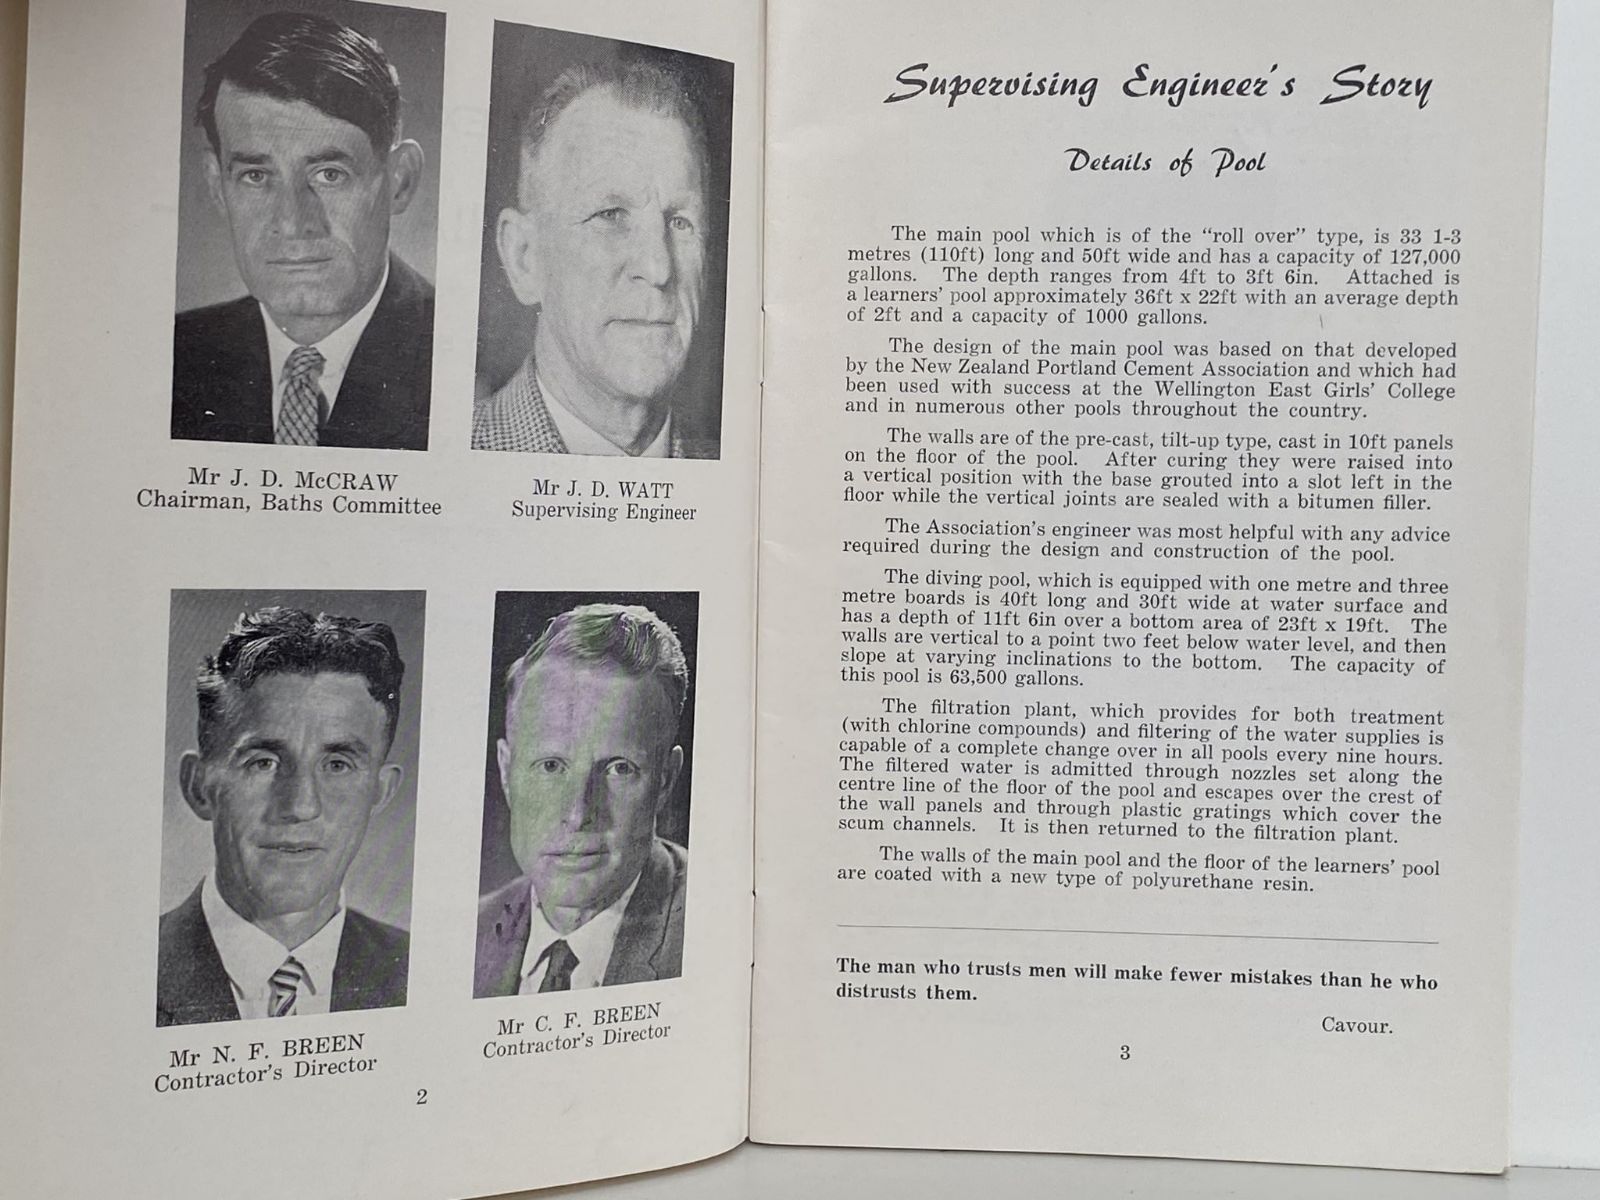 Mr J. D. McCRAW
Chairman, Baths Committee
Mr J. D. WATT
Supervising Engineer
Mr N. F. BREEN
Contractor's Director
Mr C. F. BREEN
Contractor's Director
2
Supervising Engineer's Story
Details of Pool
The main pool which is of the "roll over" type, is 33 1-3
metres (110ft) long and 50ft wide and has a capacity of 127,000
gallons. The depth ranges from 4ft to 3ft 6in. Attached is
a learners' pool approximately 36ft x 22ft with an average depth
of 2ft and a capacity of 1000 gallons.
The design of the main pool was based on that developed
by the New Zealand Portland Cement Association and which had
been used with success at the Wellington East Girls' College
and in numerous other pools throughout the country.
The walls are of the pre-cast, tilt-up type, cast in 10ft panels
on the floor of the pool. After curing they were raised into
a vertical position with the base grouted into a slot left in the
floor while the vertical joints are sealed with a bitumen filler.
The Association's engineer was most helpful with any advice
required during the design and construction of the pool.
The diving pool, which is equipped with one metre and three
metre boards is 40ft long and 30ft wide at water surface and
has a depth of 11ft 6in over a bottom area of 23ft x 19ft. The
walls are vertical to a point two feet below water level, and then
slope at varying inclinations to the bottom. The capacity of
this pool is 63,500 gallons.
The filtration plant, which provides for both treatment
(with chlorine compounds) and filtering of the water supplies is
capable of a complete change over in all pools every nine hours.
The filtered water is admitted through nozzles set along the
centre line of the floor of the pool and escapes over the crest of
the wall panels and through plastic gratings which cover the
scum channels. It is then returned to the filtration plant.
The walls of the main pool and the floor of the learners' pool
are coated with a new type of polyurethane resin.
The man who trusts men will make fewer mistakes than he who
distrusts them.
Cavour.
3